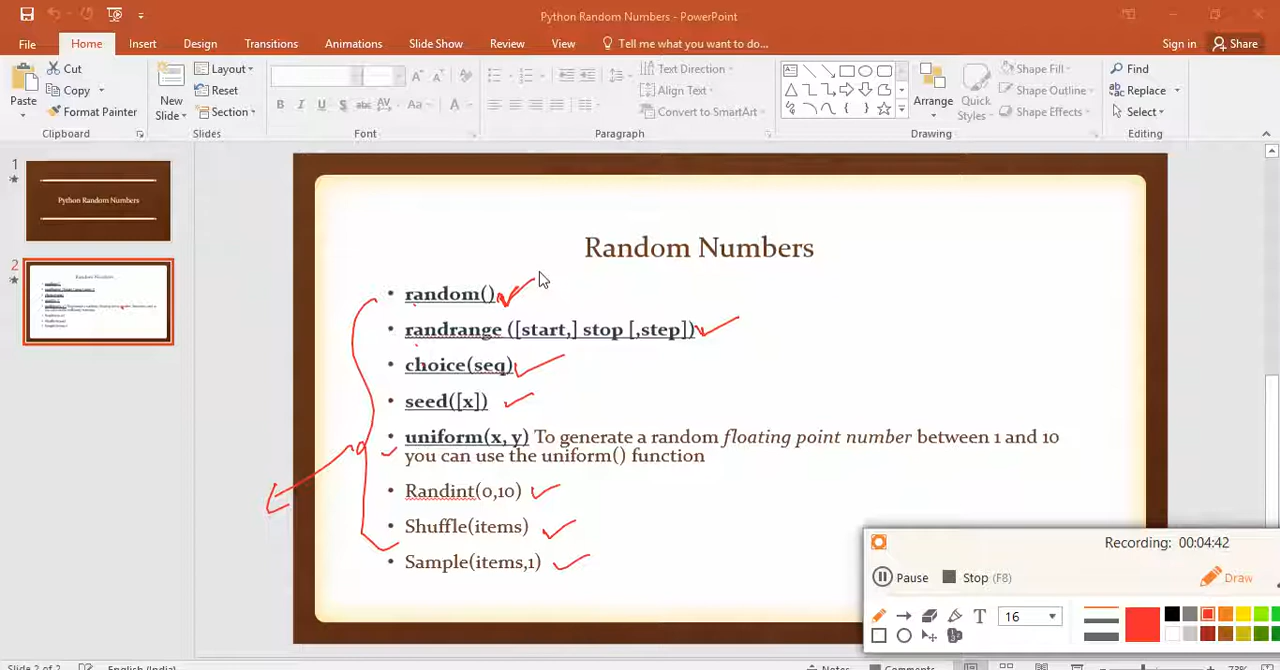 Python Random Numbers - PowerPoint
File Home Insert Design Transitions Animations Slide Show Review View Tell me what you want to do... Sign in Share
Cut Layout Text Direction Shape Fill Find
Paste Copy New Slide Reset Align Text Arrange Quick Styles Shape Outline Replace
Format Painter Section B I U S abc AV Aa A Convert to SmartArt Shape Effects Select
Clipboard Slides Font Paragraph Drawing Editing
1
Python Random Numbers
2
Random Numbers
• random()
• randrange ([start,] stop [,step])
• choice(seq)
• seed([x])
• uniform(x, y) To generate a random floating point number between 1 and 10
you can use the uniform() function
• Randint(0,10)
• Shuffle(items)
• Sample(items,1)
Recording: 00:04:42
Pause Stop (F8) Draw
T 16
Slide 2 of 2 English (India) Notes Comments 73%